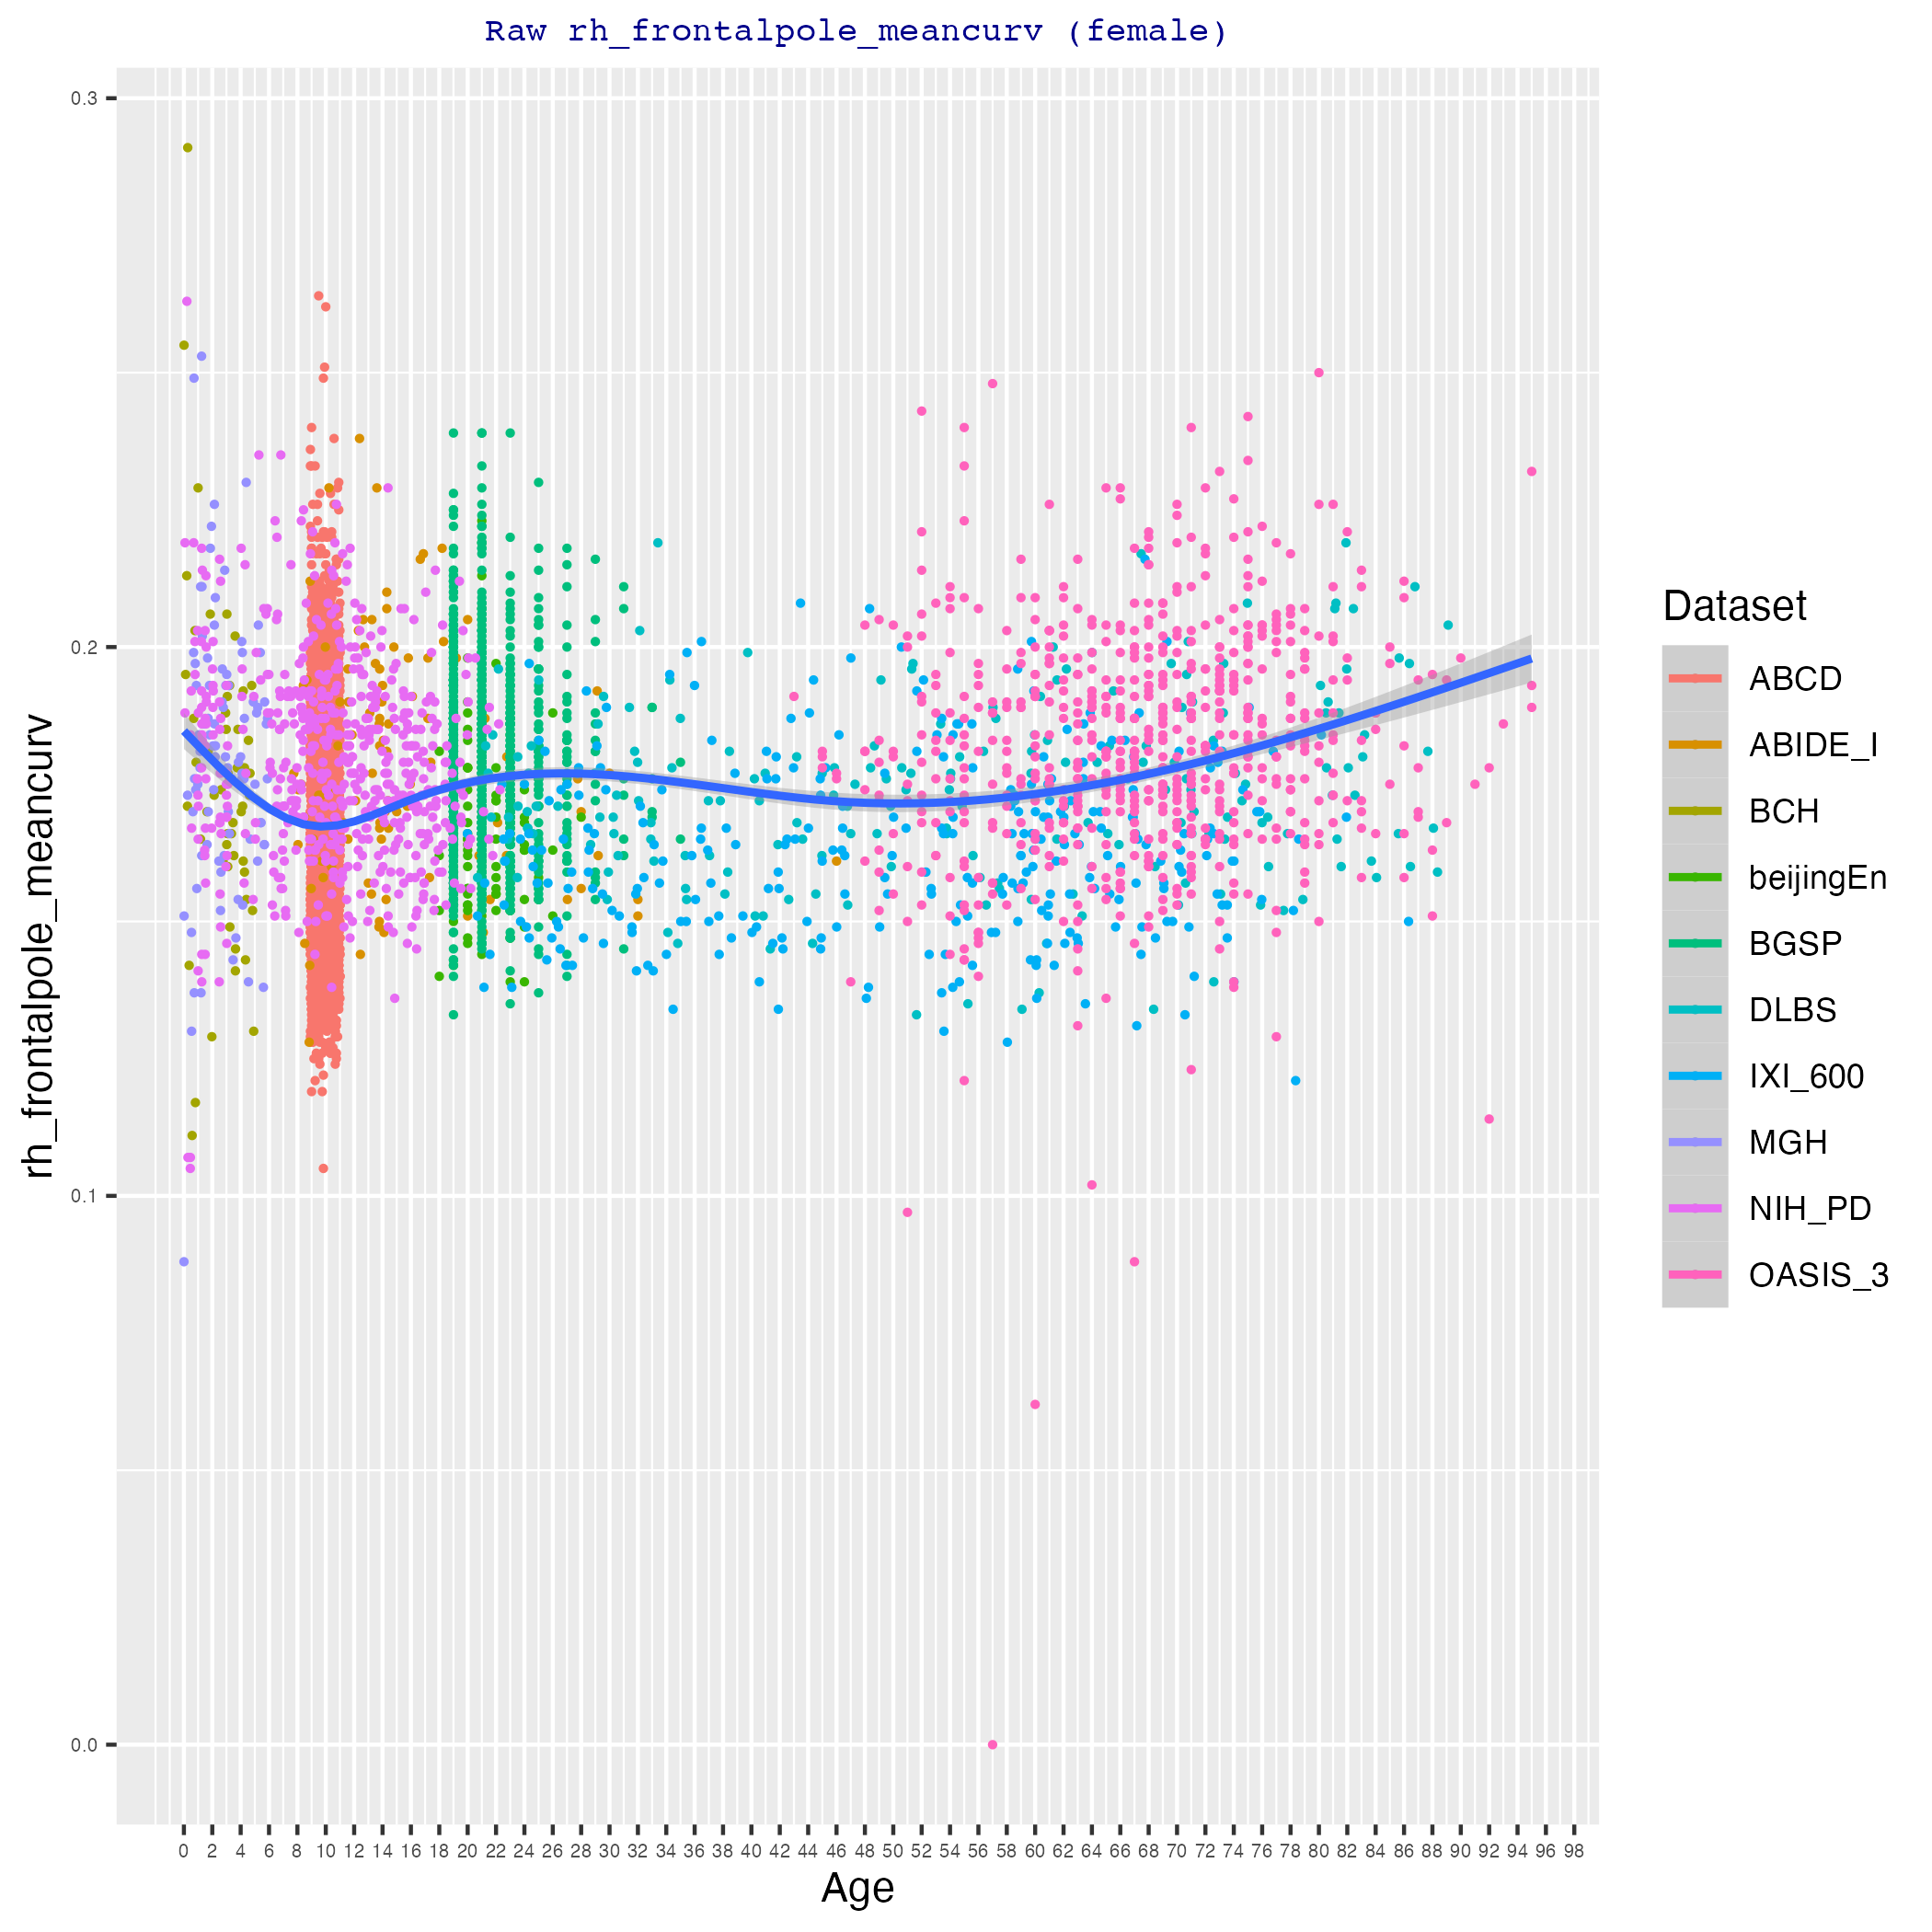 Raw rh_frontalpole_meancurv (female)
rh_frontalpole_meancurv
0.3
0.2
0.1
0.0
0 2 4 6 8 10 12 14 16 18 20 22 24 26 28 30 32 34 36 38 40 42 44 46 48 50 52 54 56 58 60 62 64 66 68 70 72 74 76 78 80 82 84 86 88 90 92 94 96 98
Age
Dataset
ABCD
ABIDE_I
BCH
beijingEn
BGSP
DLBS
IXI_600
MGH
NIH_PD
OASIS_3